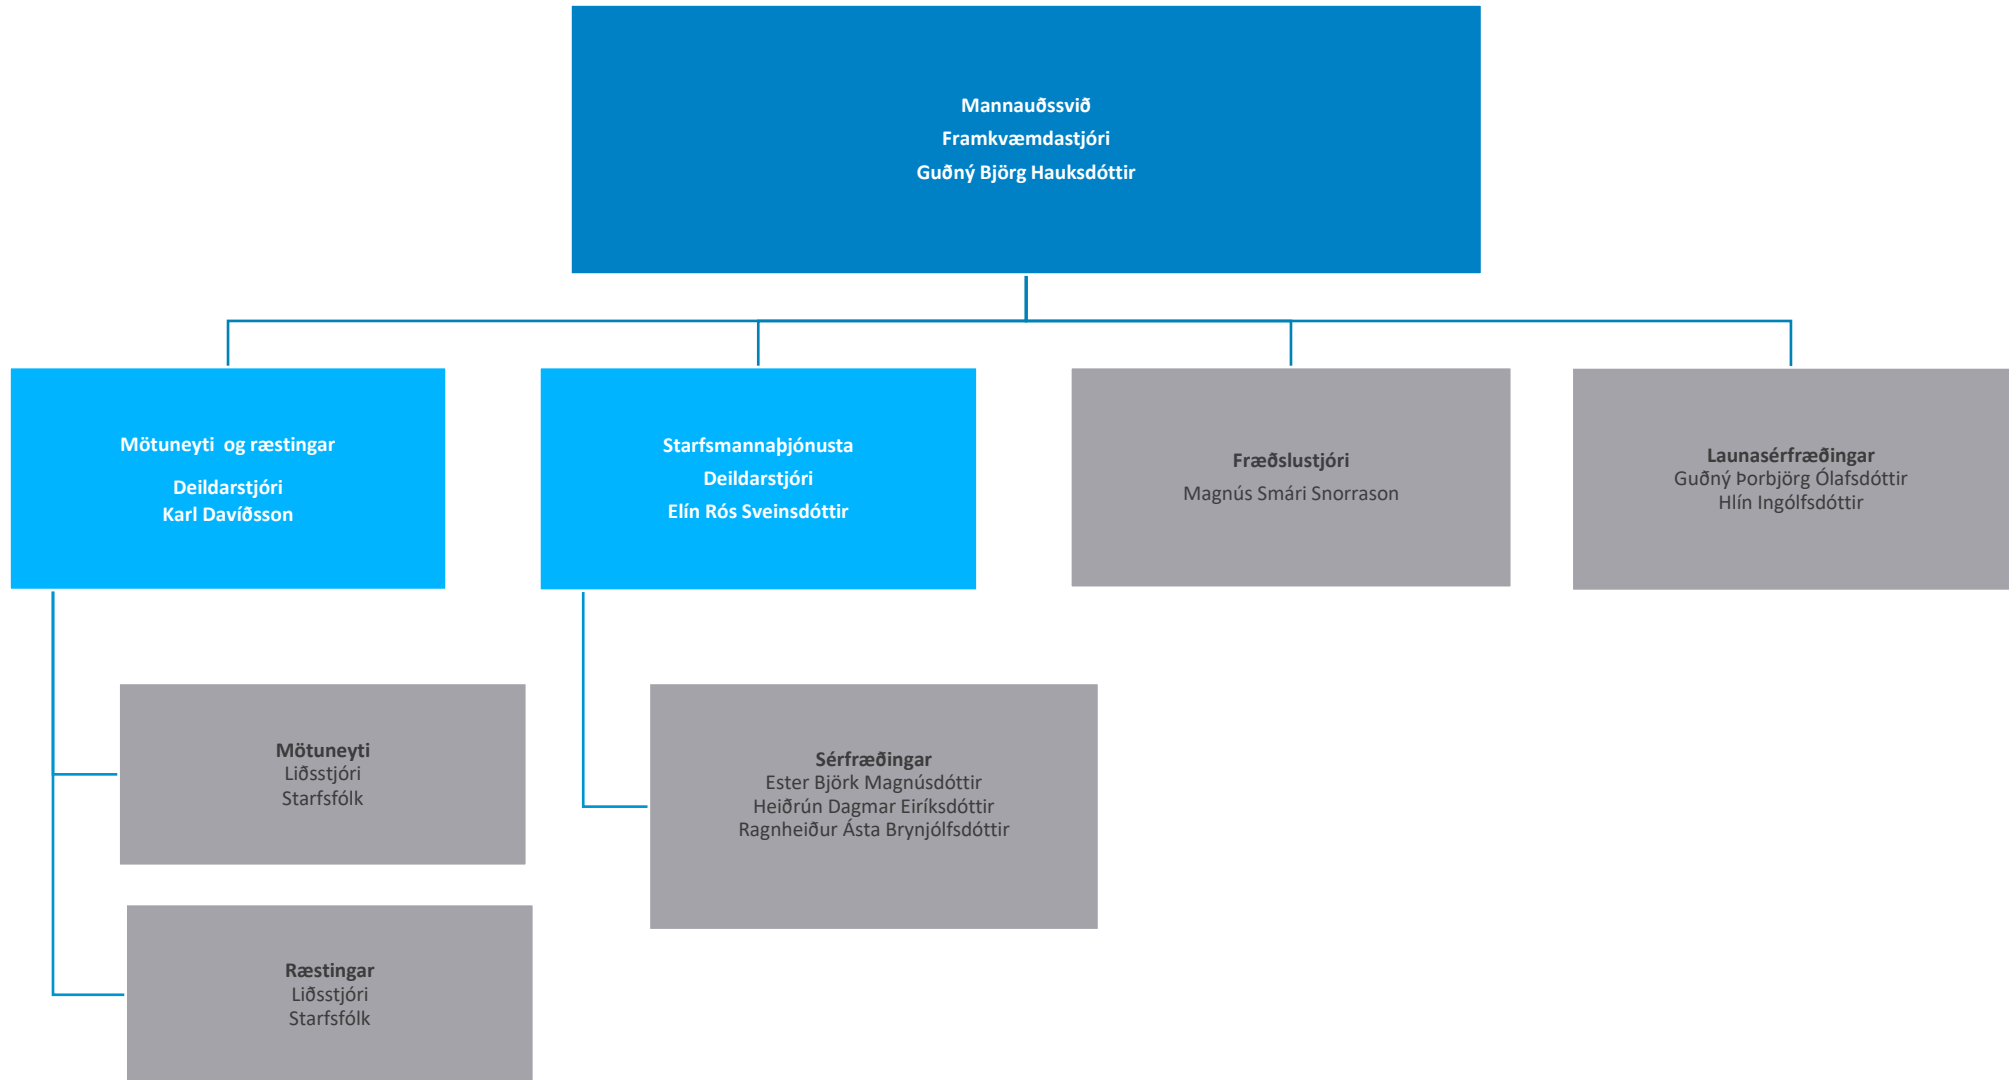 Mannauðssvið
Framkvæmdastjóri
Guðný Björg Hauksdóttir
Mötuneyti og ræstingar
Deildarstjóri
Karl Davíðsson
Starfsmannaþjónusta
Deildarstjóri
Elín Rós Sveinsdóttir
Fræðslustjóri
Magnús Smári Snorrason
Launasérfræðingar
Guðný Þorbjörg Ólafsdóttir
Hlín Ingólfsdóttir
Mötuneyti
Liðsstjóri
Starfsfólk
Sérfræðingar
Ester Björk Magnúsdóttir
Heiðrún Dagmar Eiríksdóttir
Ragnheiður Ásta Brynjólfsdóttir
Ræstingar
Liðsstjóri
Starfsfólk